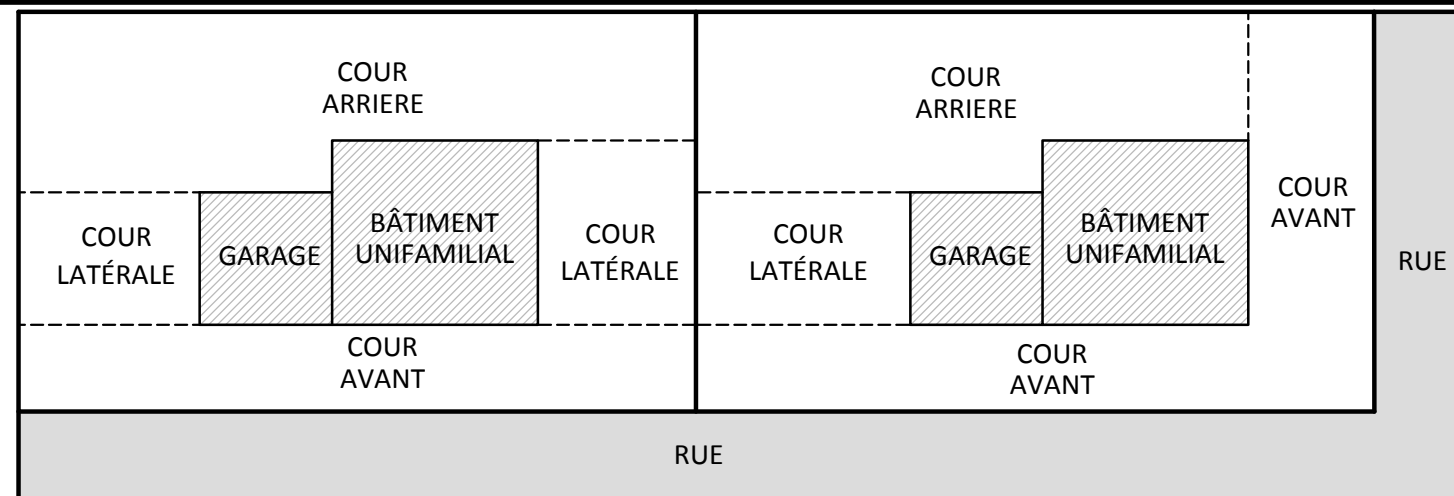 COUR
ARRIERE
COUR
ARRIERE
COUR
LATÉRALE
GARAGE
BÂTIMENT
UNIFAMILIAL
COUR
LATÉRALE
COUR
LATÉRALE
GARAGE
BÂTIMENT
UNIFAMILIAL
COUR
AVANT
RUE
COUR
AVANT
COUR
AVANT
RUE